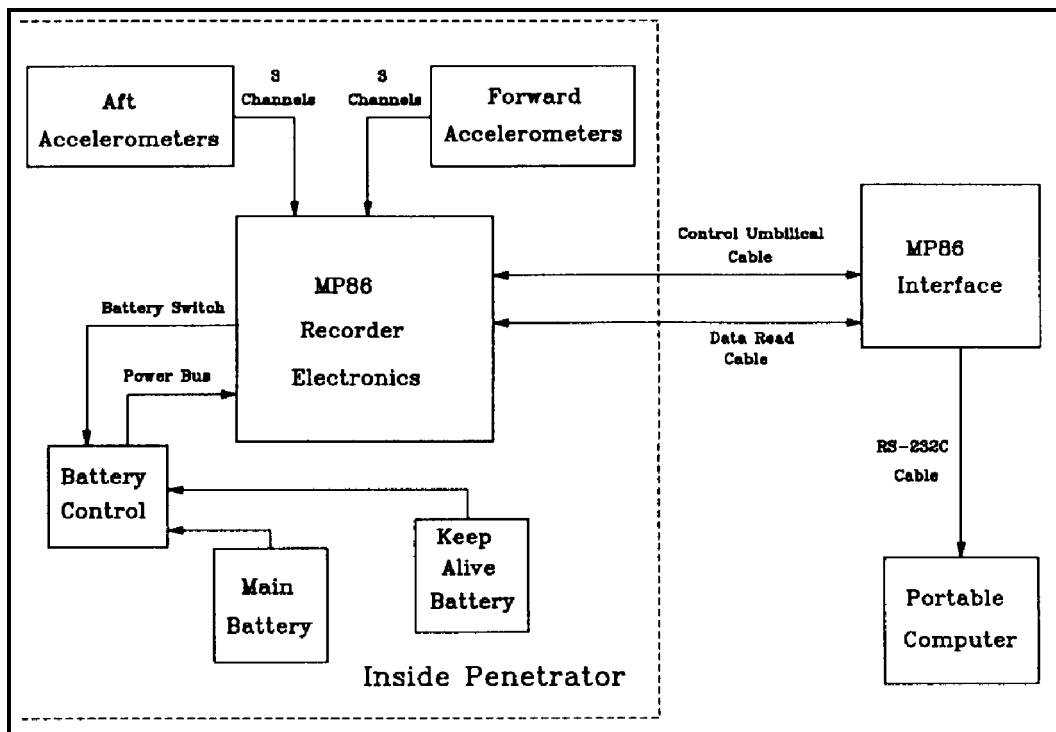 Aft
Accelerometers
3
Channels
3
Channels
Forward
Accelerometers
MP86
Recorder
Electronics
Control Umbilical
Cable
MP86
Interface
Data Read
Cable
Battery Switch
Power Bus
Battery
Control
Main
Battery
Keep
Alive
Battery
RS-232C
Cable
Portable
Computer
Inside Penetrator